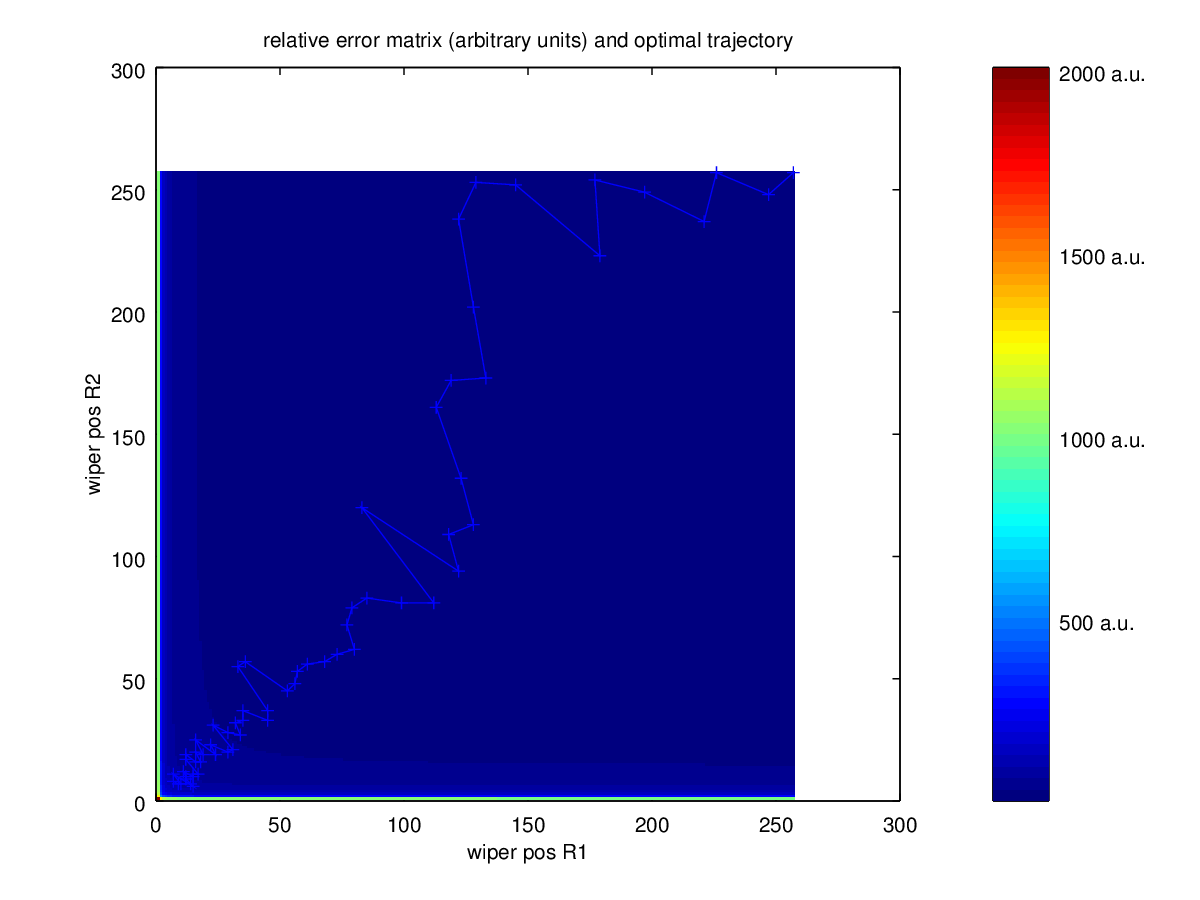 relative error matrix (arbitrary units) and optimal trajectory
300
250
200
150
100
50
0
wiper pos R2
0 50 100 150 200 250 300
wiper pos R1
2000 a.u.
1500 a.u.
1000 a.u.
500 a.u.